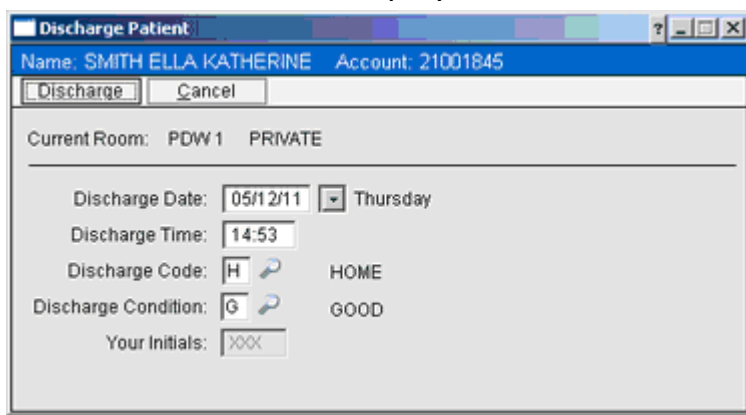 Discharge Patient ?
Name: SMITH ELLA KATHERINE Account: 21001845
Discharge Cancel
Current Room: PDW 1 PRIVATE
Discharge Date: 05/12/11 Thursday
Discharge Time: 14:53
Discharge Code: H HOME
Discharge Condition: G GOOD
Your Initials: XXX